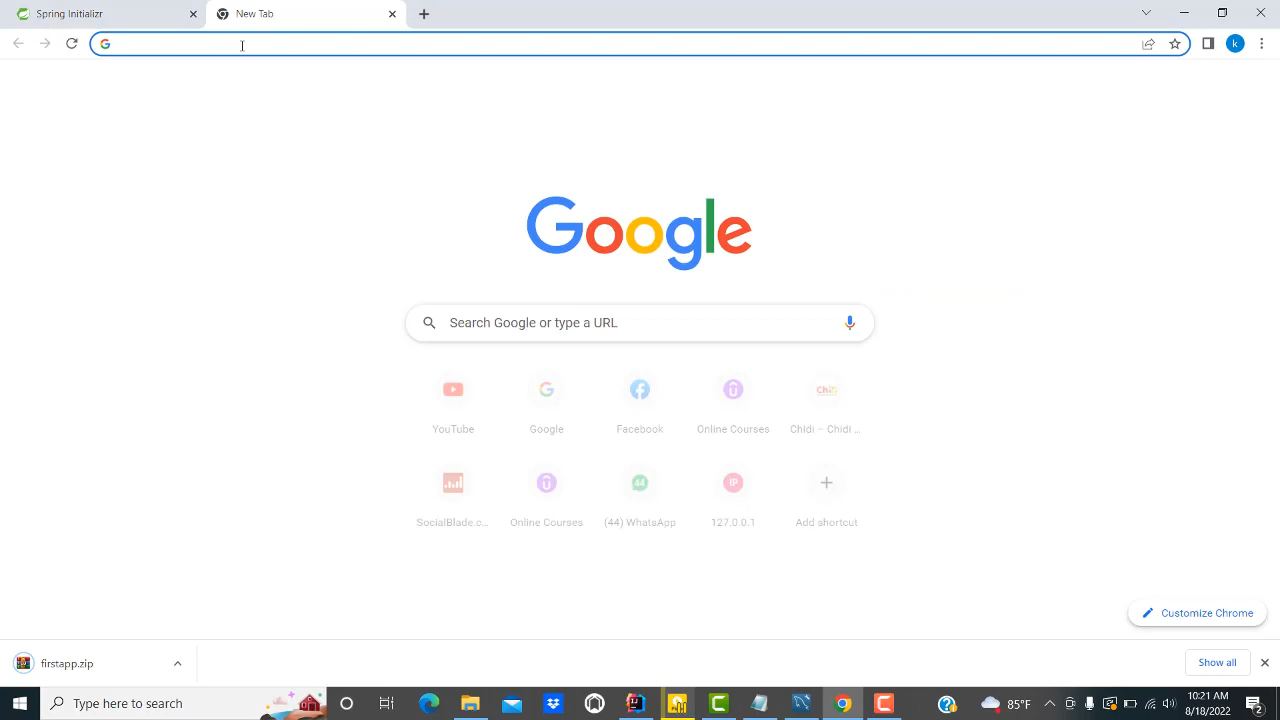 Spring Initializr
New Tab
k
Google
Search Google or type a URL
YouTube
Google
Facebook
Online Courses
Chidi – Chidi ...
SocialBlade.c...
Online Courses
(44) WhatsApp
127.0.0.1
Add shortcut
Customize Chrome
firstapp.zip
Show all
Type here to search
85°F
10:21 AM
8/18/2022
2